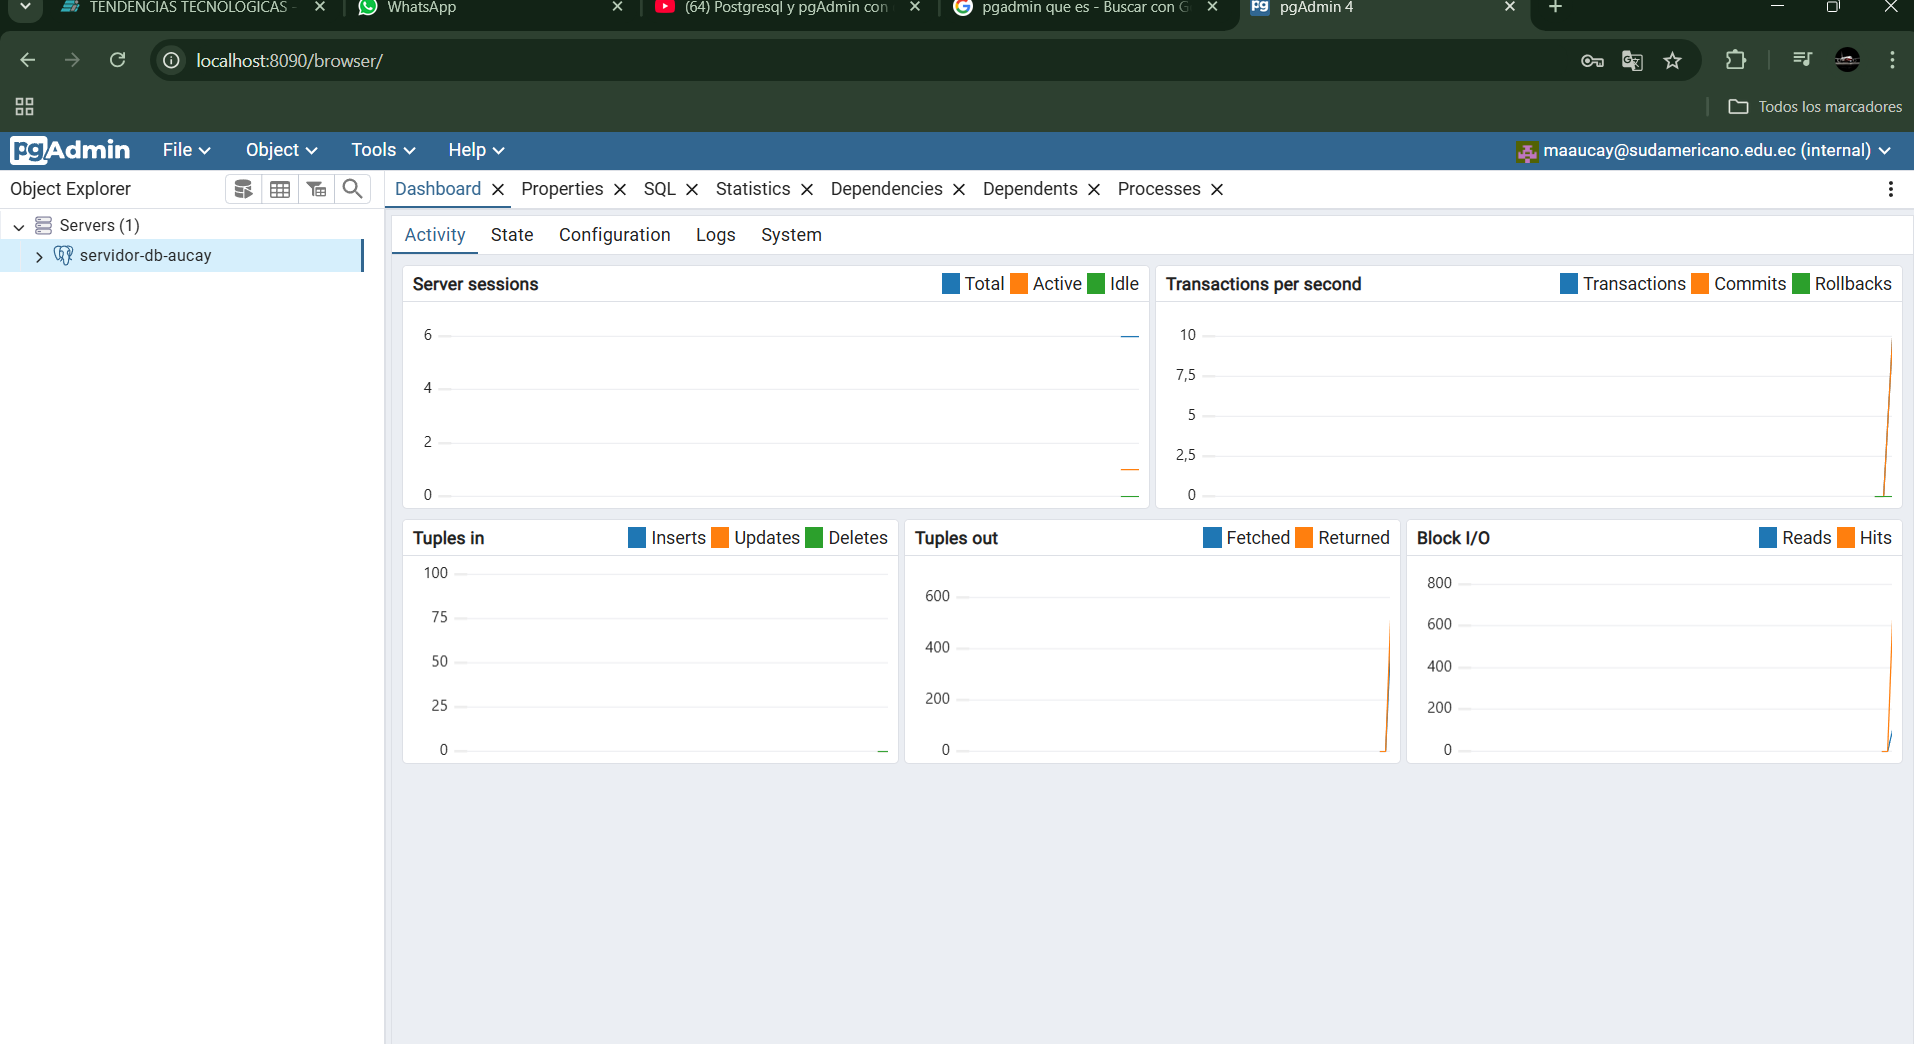 TENDENCIAS TECNOLOGICAS -
WhatsApp
(64) Postgresql y pgAdmin con
pgadmin que es - Buscar con G
pgAdmin 4
localhost:8090/browser/
Todos los marcadores
pgAdmin File Object Tools Help maaucay@sudamericano.edu.ec (internal)
Object Explorer
Dashboard Properties SQL Statistics Dependencies Dependents Processes
Servers (1)
servidor-db-aucay
Activity State Configuration Logs System
Server sessions Total Active Idle
6
4
2
0
Transactions per second Transactions Commits Rollbacks
10
7,5
5
2,5
0
Tuples in Inserts Updates Deletes
100
75
50
25
0
Tuples out Fetched Returned
600
400
200
0
Block I/O Reads Hits
800
600
400
200
0